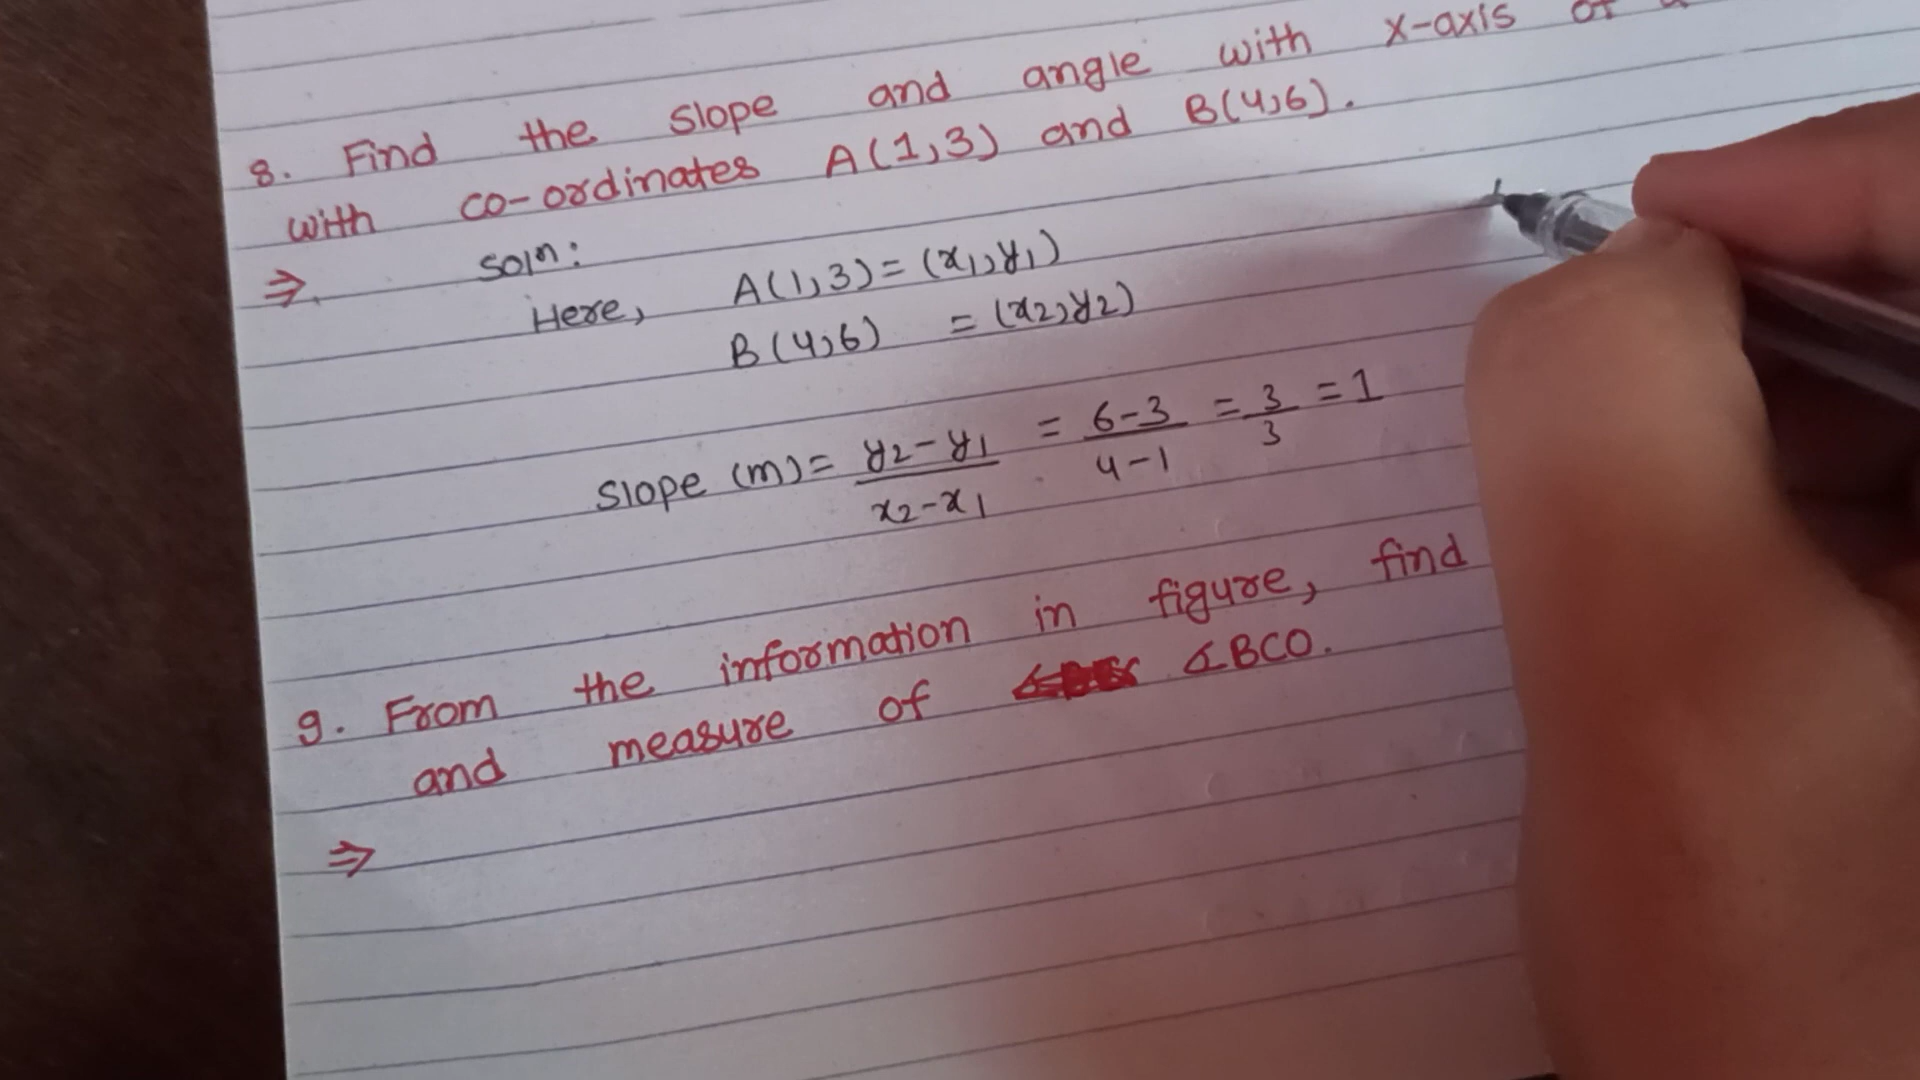 8. Find the slope and angle with x-axis of
with co-ordinates A(1,3) and B(4,6).
⇒ Soln:
Here, A(1,3) = (x1,y1)
B(4,6) = (x2,y2)
Slope (m) = y2-y1 / x2-x1 = 6-3 / 4-1 = 3/3 = 1
9. From the information in figure, find
and measure of ∡BCO.
⇒